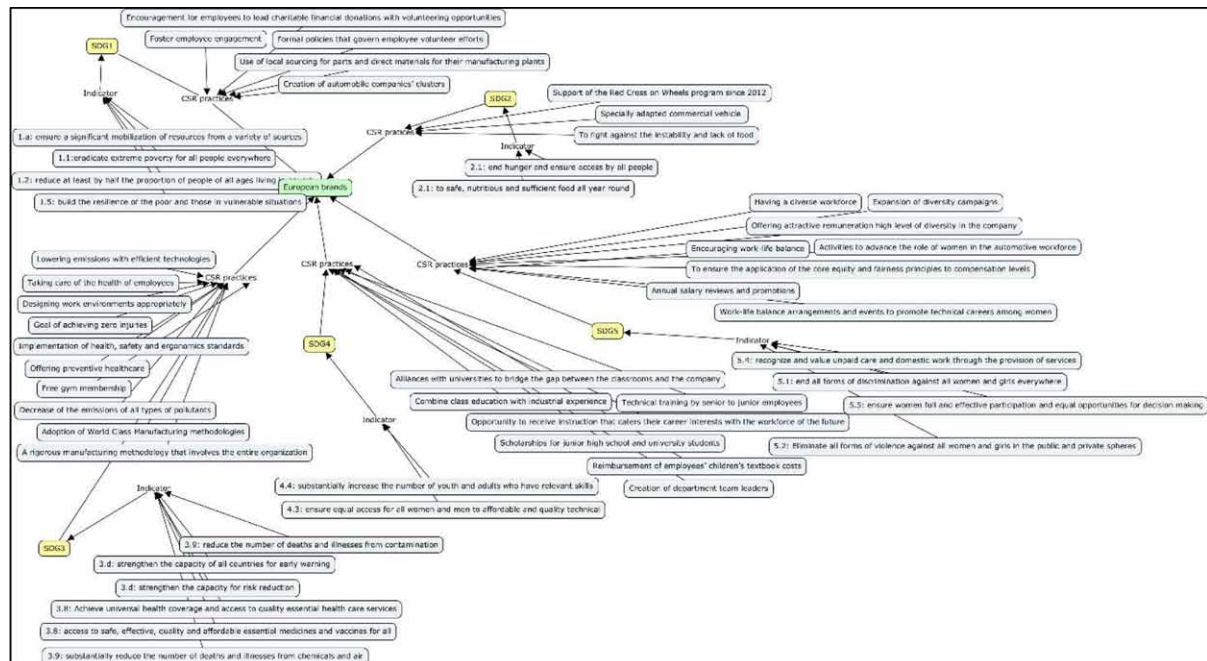 Encouragement for employees to lead charitable financial donations with volunteering opportunities
SDG1
Foster employee engagement
Formal policies that govern employee volunteer efforts
Use of local sourcing for parts and direct materials for their manufacturing plants
Creation of automobile companies' clusters
Indicator
CSR practices
1.a: ensure a significant mobilization of resources from a variety of sources
1.1:eradicate extreme poverty for all people everywhere
1.2: reduce at least by half the proportion of people of all ages living
1.5: build the resilience of the poor and those in vulnerable situations
European brands
SDG2
Support of the Red Cross on Wheels program since 2012
Specially adapted commercial vehicle
To fight against the instability and lack of food
CSR practices
Indicator
2.1: end hunger and ensure access by all people
2.1: to safe, nutritious and sufficient food all year round
Having a diverse workforce
Expansion of diversity campaigns
Offering attractive remuneration high level of diversity in the company
Encouraging work-life balance
Activities to advance the role of women in the automotive workforce
CSR practices
To ensure the application of the core equity and fairness principles to compensation levels
Annual salary reviews and promotions
Work-life balance arrangements and events to promote technical careers among women
SDG5
Indicator
5.4: recognize and value unpaid care and domestic work through the provision of services
5.1: end all forms of discrimination against all women and girls everywhere
5.5: ensure women full and effective participation and equal opportunities for decision making
5.2: Eliminate all forms of violence against all women and girls in the public and private spheres
Lowering emissions with efficient technologies
CSR practices
Taking care of the health of employees
Designing work environments appropriately
Goal of achieving zero injuries
Implementation of health, safety and ergonomics standards
Offering preventive healthcare
Free gym membership
Decrease of the emissions of all types of pollutants
Adoption of World Class Manufacturing methodologies
A rigorous manufacturing methodology that involves the entire organization
CSR practices
SDG4
Alliances with universities to bridge the gap between the classrooms and the company
Combine class education with industrial experience
Technical training by senior to junior employees
Opportunity to receive instruction that caters their career interests with the workforce of the future
Scholarships for junior high school and university students
Reimbursement of employees' children's textbook costs
Creation of department team leaders
Indicator
4.4: substantially increase the number of youth and adults who have relevant skills
4.3: ensure equal access for all women and men to affordable and quality technical
Indicator
SDG3
3.9: reduce the number of deaths and illnesses from contamination
3.d: strengthen the capacity of all countries for early warning
3.d: strengthen the capacity for risk reduction
3.8: Achieve universal health coverage and access to quality essential health care services
3.8: access to safe, effective, quality and affordable essential medicines and vaccines for all
3.9: substantially reduce the number of deaths and illnesses from chemicals and air